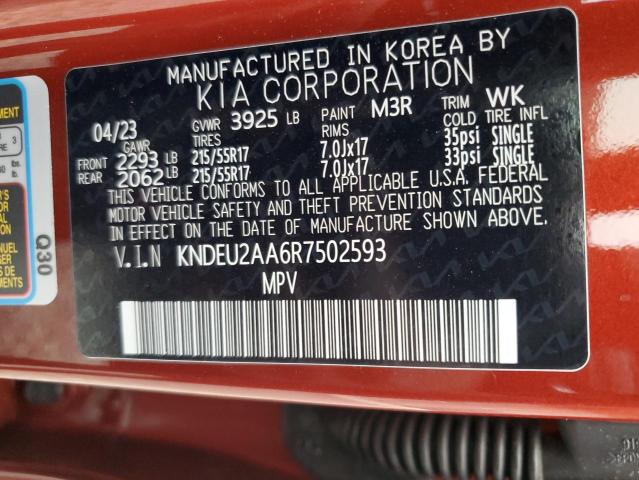 MANUFACTURED IN KOREA BY
KIA CORPORATION
04/23 GVWR 3925 LB PAINT M3R TRIM WK
GAWR TIRES RIMS COLD TIRE INFL
FRONT 2293 LB 215/55R17 7.0Jx17 35psi SINGLE
REAR 2062 LB 215/55R17 7.0Jx17 33psi SINGLE
THIS VEHICLE CONFORMS TO ALL APPLICABLE U.S.A. FEDERAL
MOTOR VEHICLE SAFETY AND THEFT PREVENTION STANDARDS
IN EFFECT ON THE DATE OF MANUFACTURE SHOWN ABOVE.
V.I.N KNDEU2AA6R7502593
MPV
Q30